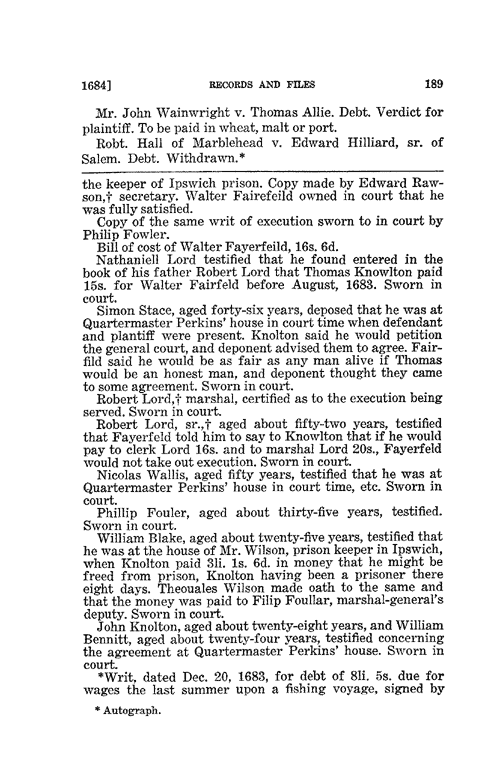 1684] RECORDS AND FILES 189
Mr. John Wainwright v. Thomas Allie. Debt. Verdict for
plaintiff. To be paid in wheat, malt or port.
Robt. Hall of Marblehead v. Edward Hilliard, sr. of
Salem. Debt. Withdrawn.*
the keeper of Ipswich prison. Copy made by Edward Raw-
son,† secretary. Walter Fairefeild owned in court that he
was fully satisfied.
Copy of the same writ of execution sworn to in court by
Philip Fowler.
Bill of cost of Walter Fayerfeild, 16s. 6d.
Nathaniell Lord testified that he found entered in the
book of his father Robert Lord that Thomas Knowlton paid
15s. for Walter Fairfeld before August, 1683. Sworn in
court.
Simon Stace, aged forty-six years, deposed that he was at
Quartermaster Perkins' house in court time when defendant
and plantiff were present. Knolton said he would petition
the general court, and deponent advised them to agree. Fair-
fild said he would be as fair as any man alive if Thomas
would be an honest man, and deponent thought they came
to some agreement. Sworn in court.
Robert Lord,† marshal, certified as to the execution being
served. Sworn in court.
Robert Lord, sr.,† aged about fifty-two years, testified
that Fayerfeld told him to say to Knowlton that if he would
pay to clerk Lord 16s. and to marshal Lord 20s., Fayerfeld
would not take out execution. Sworn in court.
Nicolas Wallis, aged fifty years, testified that he was at
Quartermaster Perkins' house in court time, etc. Sworn in
court.
Phillip Fouler, aged about thirty-five years, testified.
Sworn in court.
William Blake, aged about twenty-five years, testified that
he was at the house of Mr. Wilson, prison keeper in Ipswich,
when Knolton paid 3li. 1s. 6d. in money that he might be
freed from prison, Knolton having been a prisoner there
eight days. Theouales Wilson made oath to the same and
that the money was paid to Filip Foullar, marshal-general's
deputy. Sworn in court.
John Knolton, aged about twenty-eight years, and William
Bennitt, aged about twenty-four years, testified concerning
the agreement at Quartermaster Perkins' house. Sworn in
court.
*Writ, dated Dec. 20, 1683, for debt of 8li. 5s. due for
wages the last summer upon a fishing voyage, signed by
* Autograph.